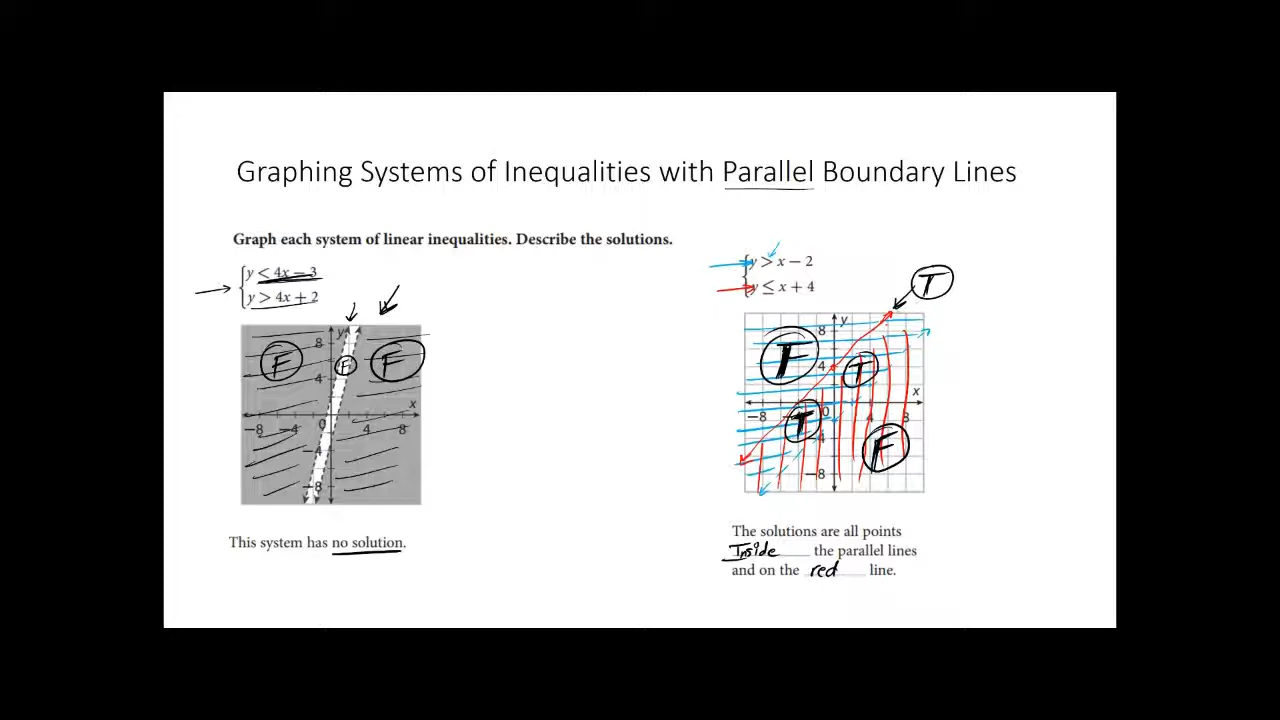 Graphing Systems of Inequalities with Parallel Boundary Lines
Graph each system of linear inequalities. Describe the solutions.
y < 4x − 3
y > 4x + 2
y
8
F
F
F
4
x
−8 −4 0 4 8
−4
−8
This system has no solution.
y > x − 2
y ≤ x + 4
T
y
8
F
T
x
−8 0 4 8
T
−4
F
−8
The solutions are all points
Inside the parallel lines
and on the red line.